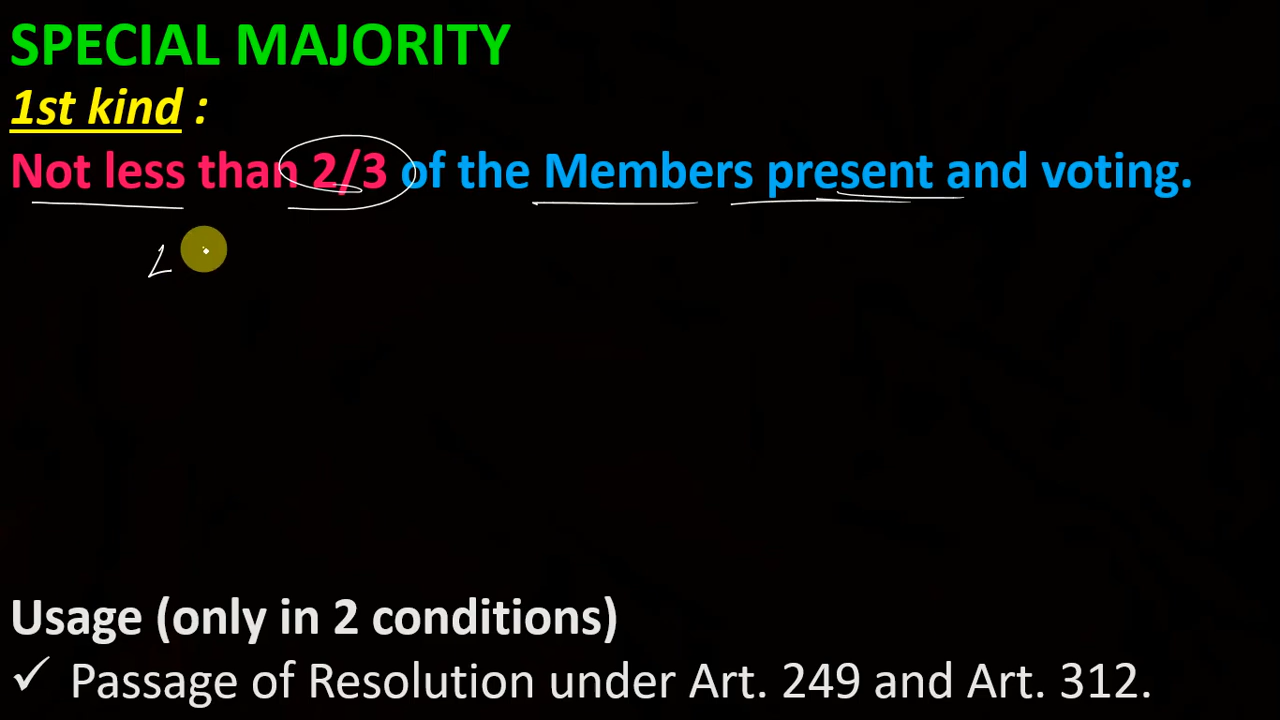 SPECIAL MAJORITY
1st kind :
Not less than 2/3 of the Members present and voting.
Usage (only in 2 conditions)
✓ Passage of Resolution under Art. 249 and Art. 312.